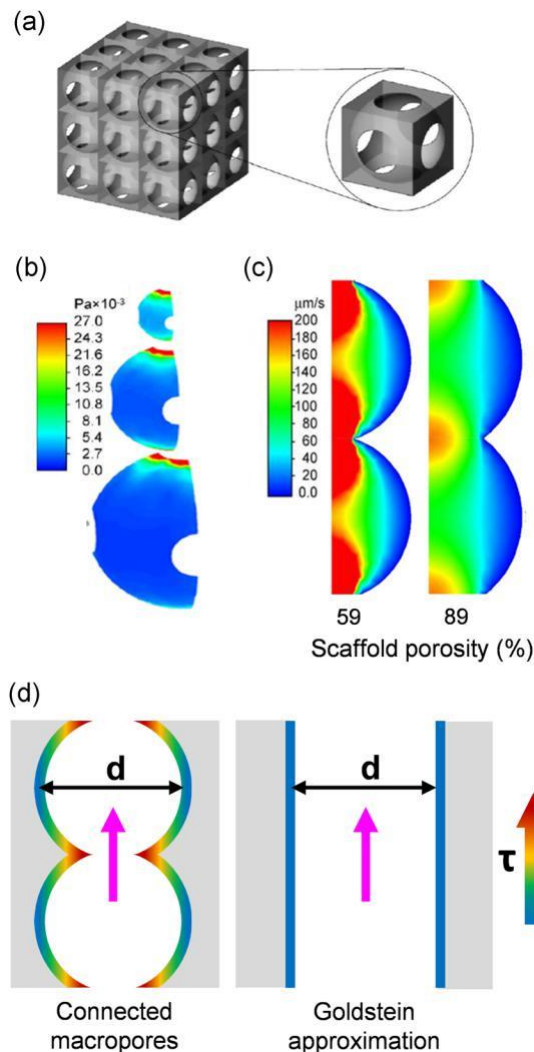 (a)
(b)
Pa×10⁻³
27.0
24.3
21.6
16.2
13.5
10.8
8.1
5.4
2.7
0.0
(c)
μm/s
200
180
160
140
120
100
80
60
40
20
0.0
59
89
Scaffold porosity (%)
(d)
d
d
τ
Connected
macropores
Goldstein
approximation